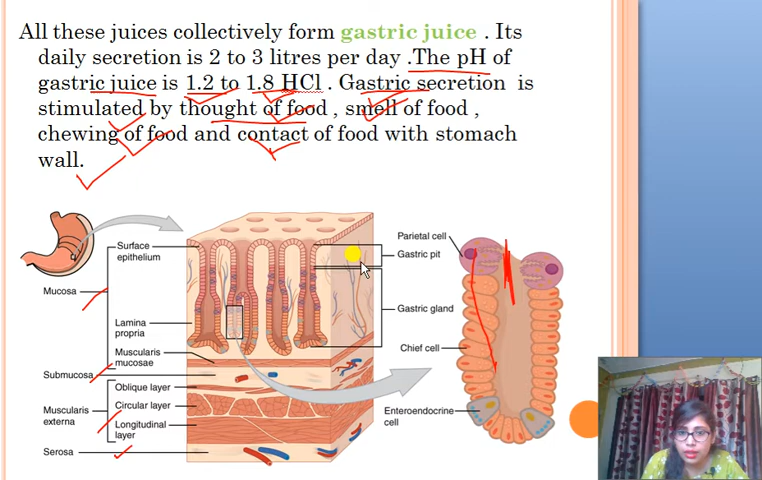 All these juices collectively form gastric juice . Its
daily secretion is 2 to 3 litres per day .The pH of
gastric juice is 1.2 to 1.8 HCl . Gastric secretion is
stimulated by thought of food , smell of food ,
chewing of food and contact of food with stomach
wall.
Surface
epithelium
Mucosa
Lamina
propria
Muscularis
mucosae
Submucosa
Oblique layer
Muscularis
externa
Circular layer
Longitudinal
layer
Serosa
Parietal cell
Gastric pit
Gastric gland
Chief cell
Enteroendocrine
cell